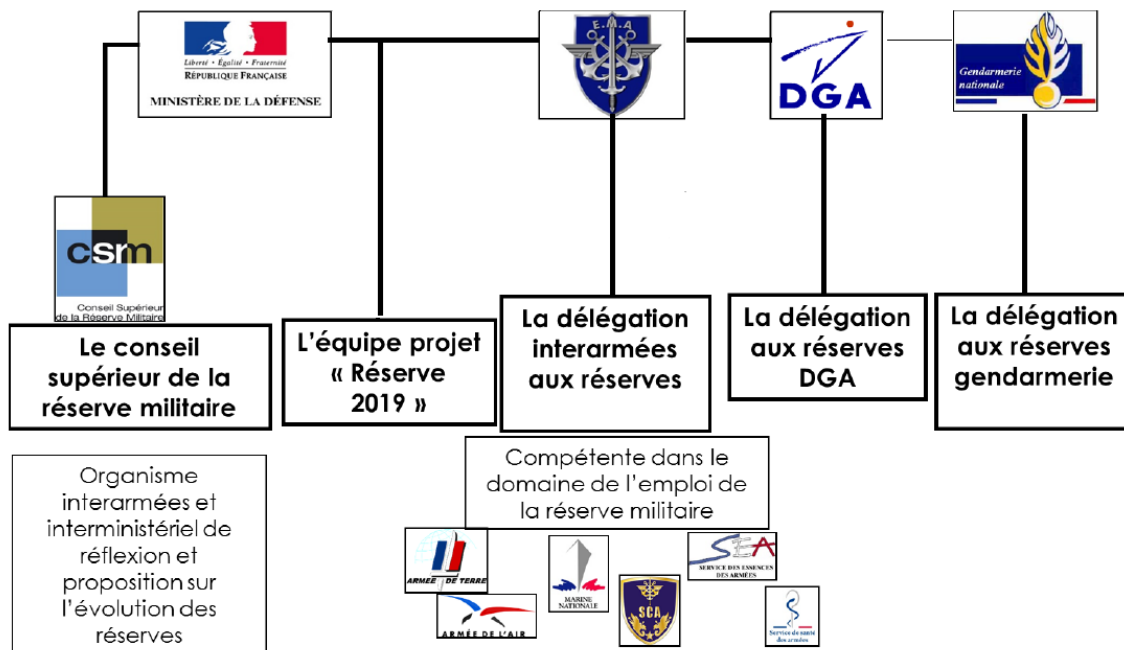 Liberté • Égalité • Fraternité
RÉPUBLIQUE FRANÇAISE
MINISTÈRE DE LA DÉFENSE
E.M.A
DGA
Gendarmerie
nationale
csm
Conseil Supérieur
de la Réserve Militaire
Le conseil
supérieur de la
réserve militaire
L'équipe projet
« Réserve
2019 »
La délégation
interarmées
aux réserves
La délégation
aux réserves
DGA
La délégation
aux réserves
gendarmerie
Organisme
interarmées et
interministériel de
réflexion et
proposition sur
l'évolution des
réserves
Compétente dans le
domaine de l'emploi de
la réserve militaire
ARMÉE DE TERRE
ARMÉE DE L'AIR
MARINE
NATIONALE
SCA
SEA
SERVICE DES ESSENCES
DES ARMÉES
Service de santé
des armées